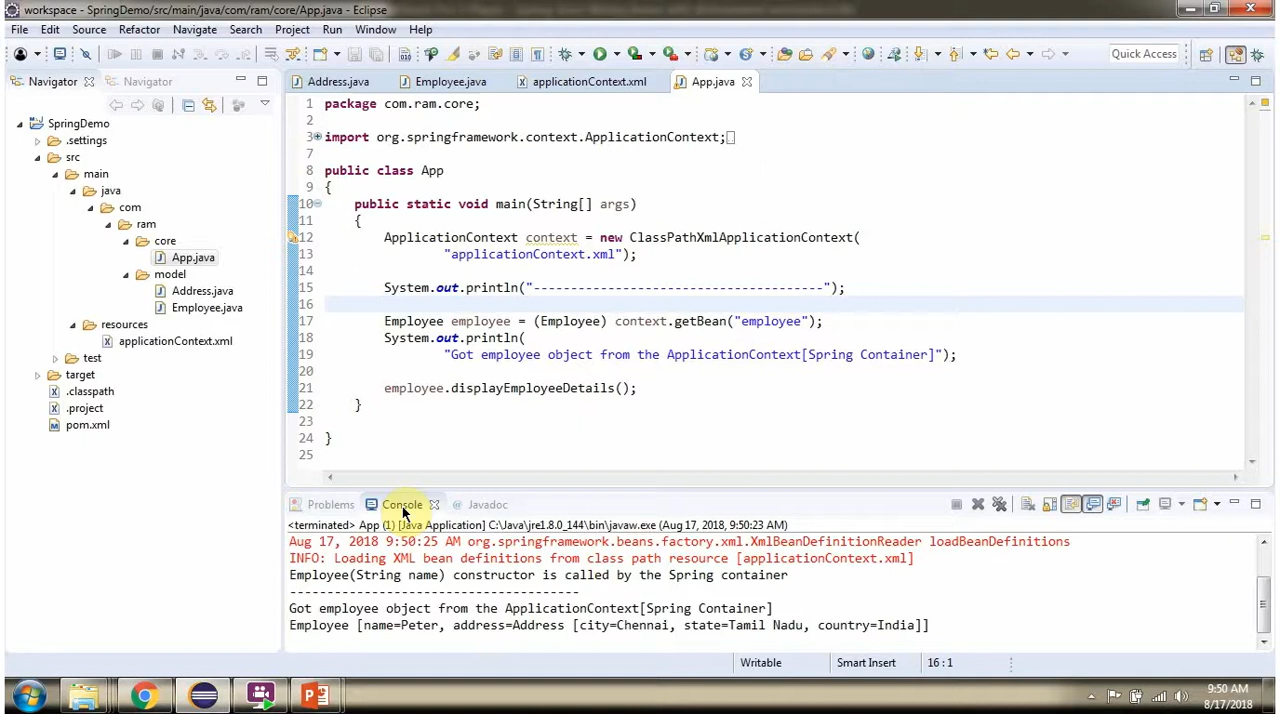 workspace - SpringDemo/src/main/java/com/ram/core/App.java - Eclipse
File Edit Source Refactor Navigate Search Project Run Window Help
Quick Access
Navigator Navigator
Address.java Employee.java applicationContext.xml App.java
SpringDemo
.settings
src
main
java
com
ram
core
App.java
model
Address.java
Employee.java
resources
applicationContext.xml
test
target
.classpath
.project
pom.xml
1 package com.ram.core;
2
3 import org.springframework.context.ApplicationContext;
7
8 public class App
9 {
10 public static void main(String[] args)
11 {
12 ApplicationContext context = new ClassPathXmlApplicationContext(
13 "applicationContext.xml");
14
15 System.out.println("---------------------------------------");
16
17 Employee employee = (Employee) context.getBean("employee");
18 System.out.println(
19 "Got employee object from the ApplicationContext[Spring Container]");
20
21 employee.displayEmployeeDetails();
22 }
23
24 }
25
Problems Console Javadoc
<terminated> App (1) [Java Application] C:\Java\jre1.8.0_144\bin\javaw.exe (Aug 17, 2018, 9:50:23 AM)
Aug 17, 2018 9:50:25 AM org.springframework.beans.factory.xml.XmlBeanDefinitionReader loadBeanDefinitions
INFO: Loading XML bean definitions from class path resource [applicationContext.xml]
Employee(String name) constructor is called by the Spring container
---------------------------------------
Got employee object from the ApplicationContext[Spring Container]
Employee [name=Peter, address=Address [city=Chennai, state=Tamil Nadu, country=India]]
Writable Smart Insert 16 : 1
9:50 AM
8/17/2018